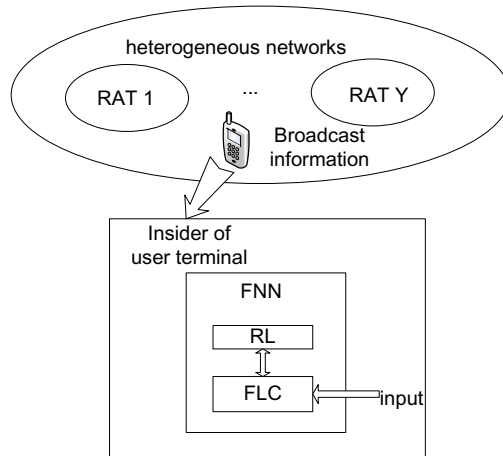 heterogeneous networks
RAT 1
...
RAT Y
Broadcast
information
Insider of
user terminal
FNN
RL
FLC
input